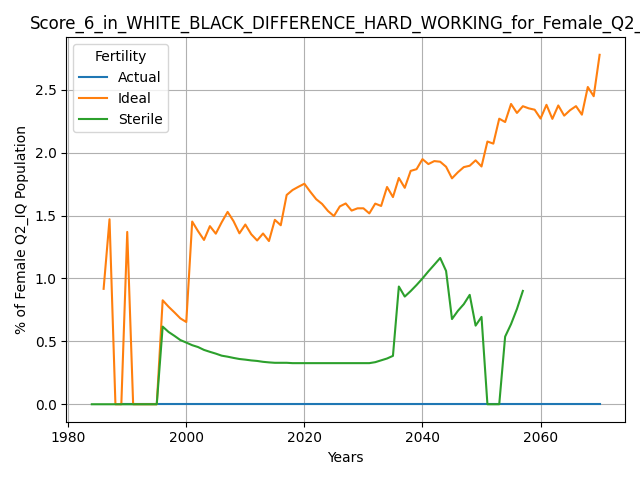 Score_6_in_WHITE_BLACK_DIFFERENCE_HARD_WORKING_for_Female_Q2_
Fertility
Actual
Ideal
Sterile
% of Female Q2_IQ Population
2.5
2.0
1.5
1.0
0.5
0.0
1980
2000
2020
2040
2060
Years